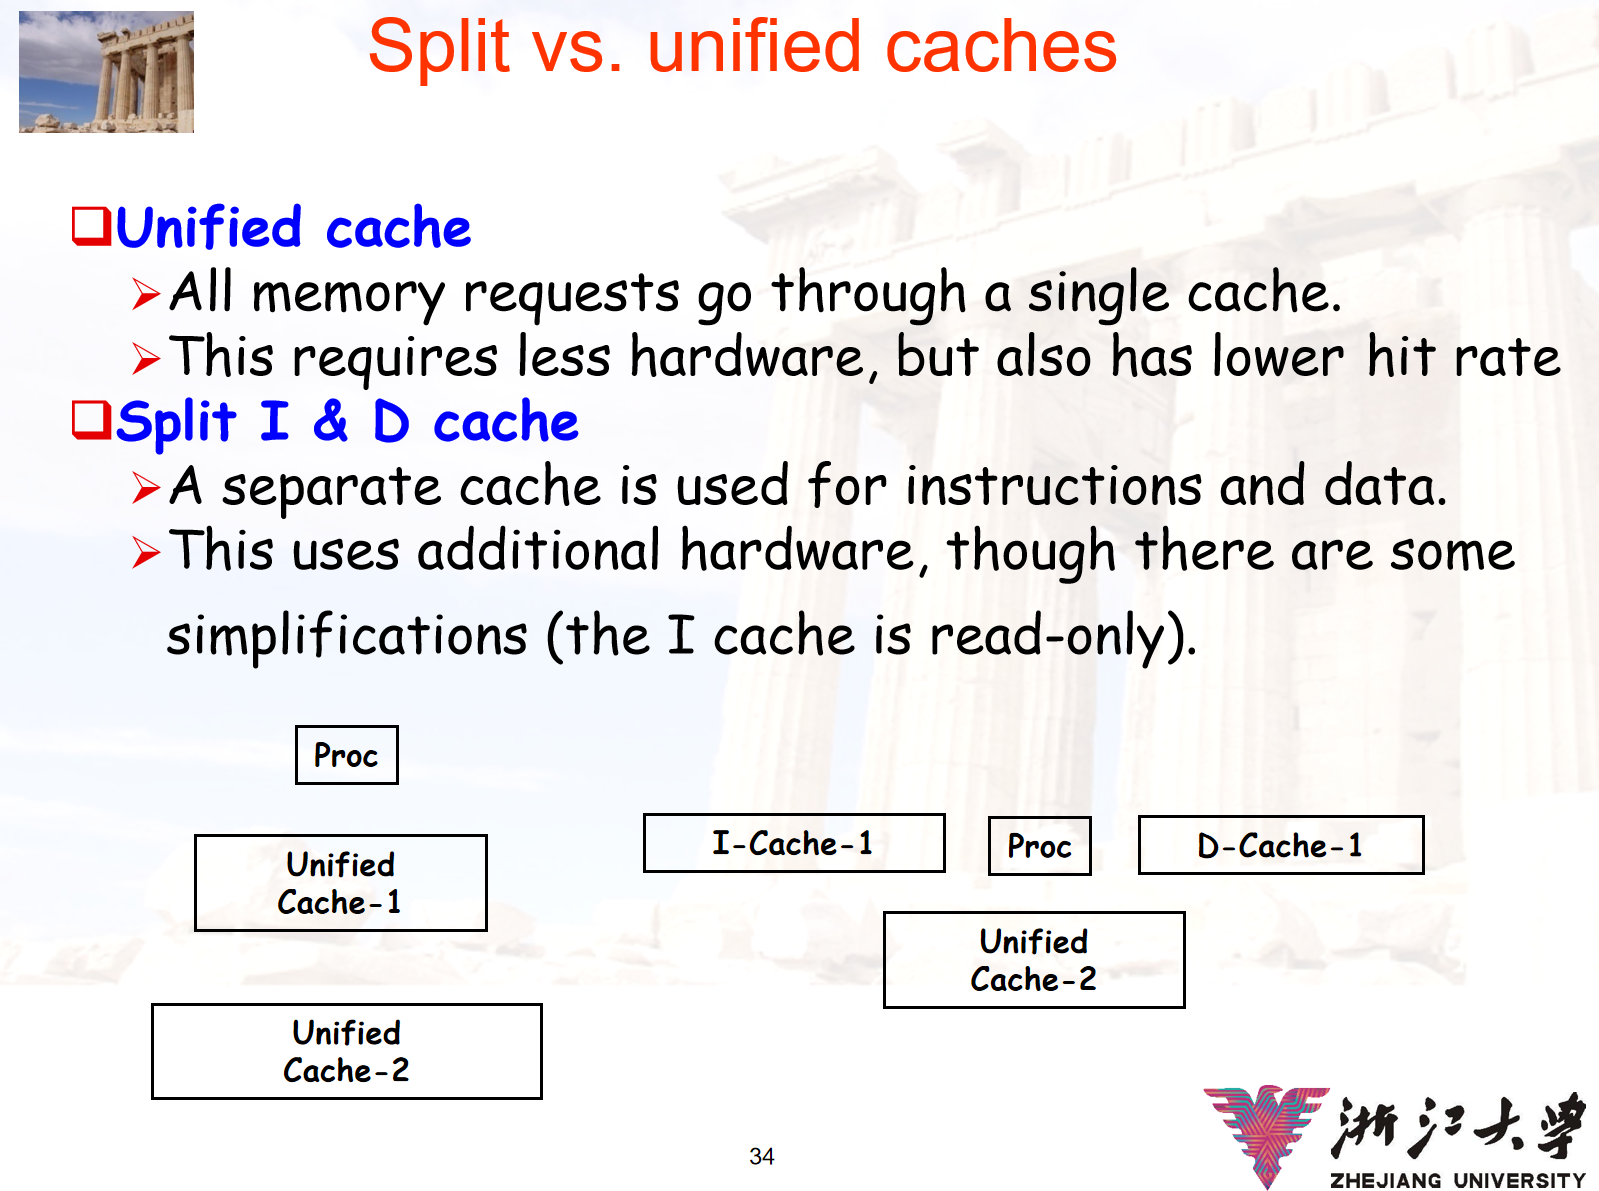 Split vs. unified caches
Unified cache
All memory requests go through a single cache.
This requires less hardware, but also has lower hit rate
Split I & D cache
A separate cache is used for instructions and data.
This uses additional hardware, though there are some
simplifications (the I cache is read-only).
Proc
Unified
Cache-1
Unified
Cache-2
I-Cache-1
Proc
D-Cache-1
Unified
Cache-2
34
浙江大学
ZHEJIANG UNIVERSITY